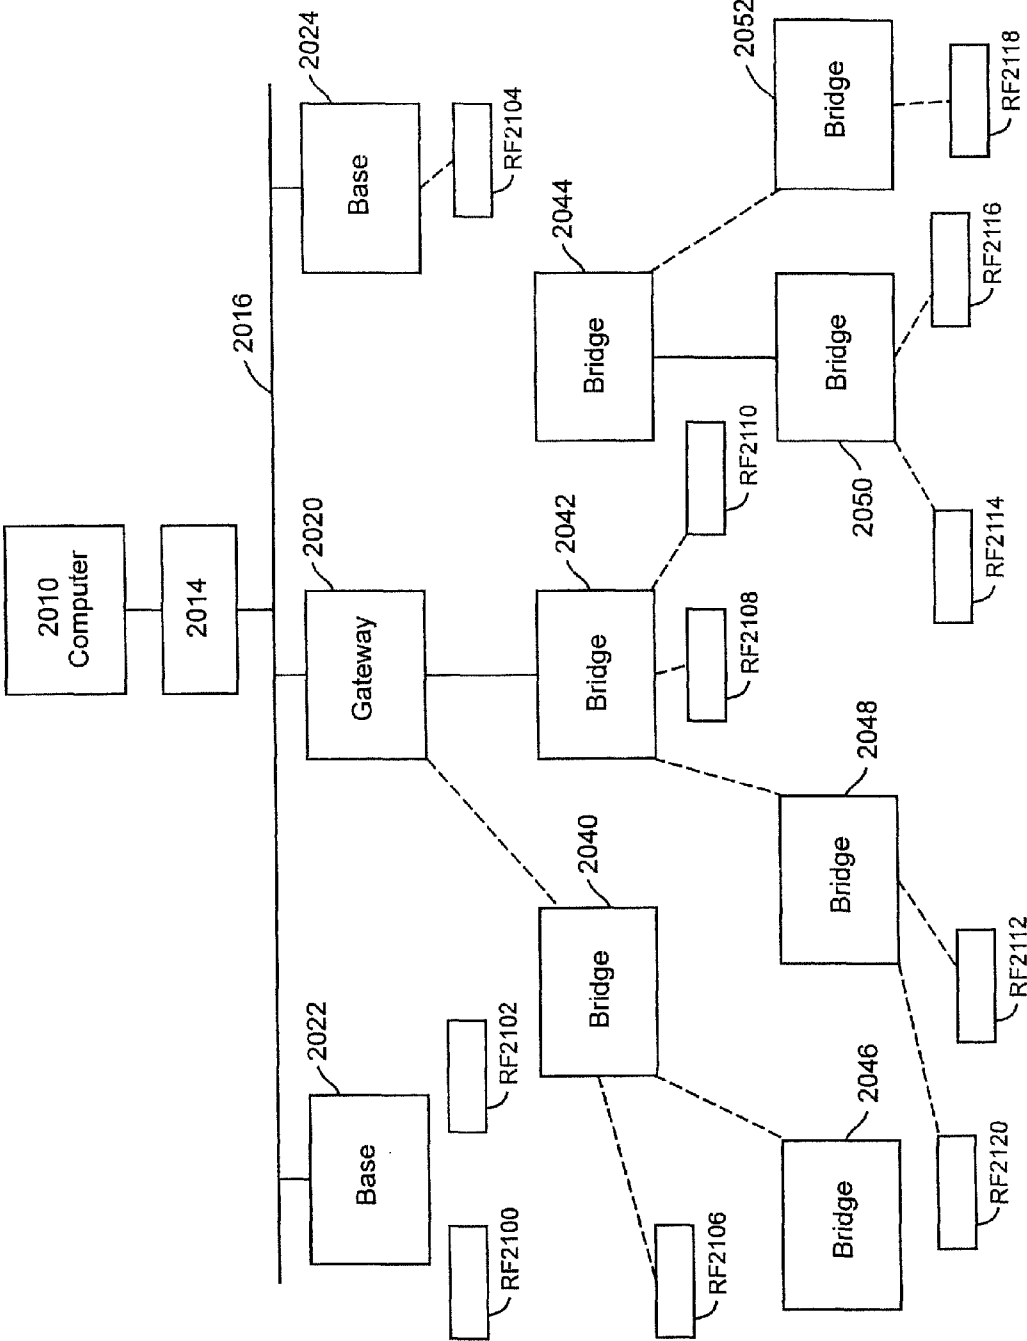 2010
Computer
2014
2016
2022
Base
2020
Gateway
2024
Base
RF2100
RF2102
RF2104
2040
Bridge
2042
Bridge
2044
Bridge
RF2106
RF2108
RF2110
2046
Bridge
2048
Bridge
2050
Bridge
2052
Bridge
RF2120
RF2112
RF2114
RF2116
RF2118